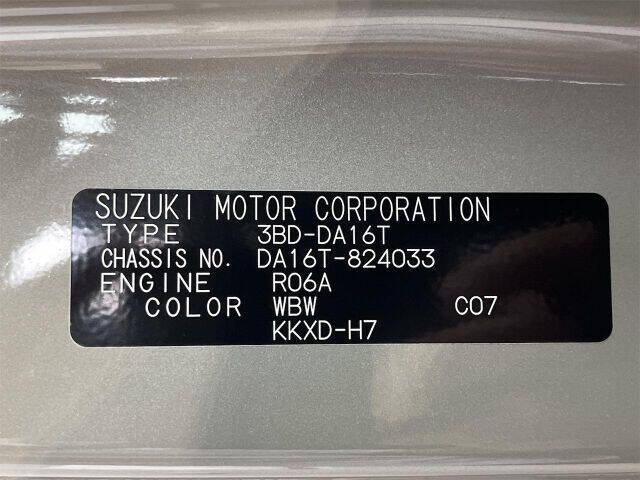 SUZUKI MOTOR CORPORATION
TYPE 3BD-DA16T
CHASSIS NO. DA16T-824033
ENGINE R06A
COLOR WBW C07
KKXD-H7